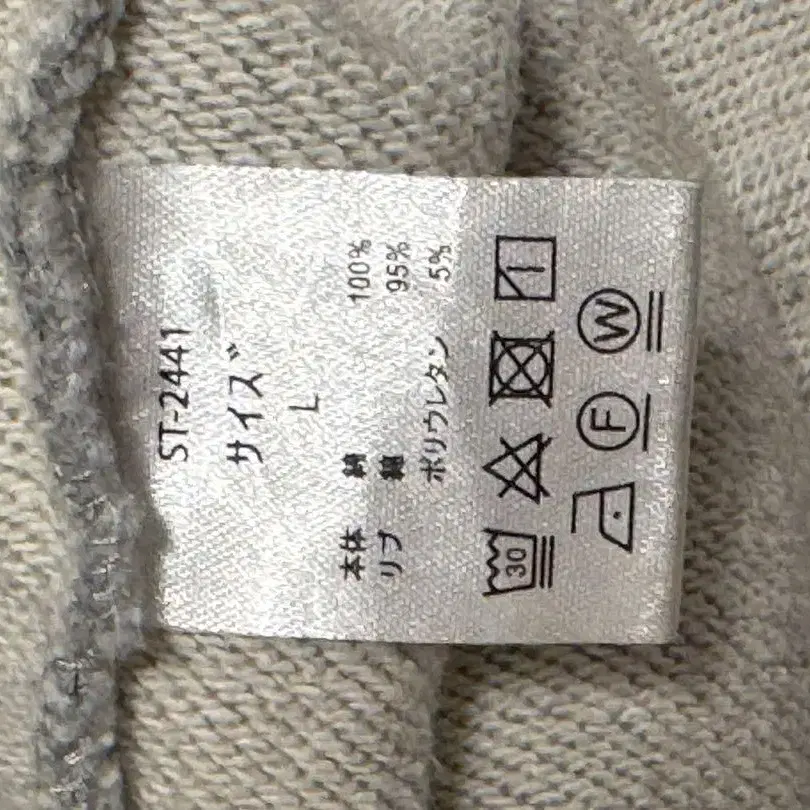 ST-2441
サイズ
L
本体 綿 100%
リブ 綿 95%
ポリウレタン 5%
30
F W